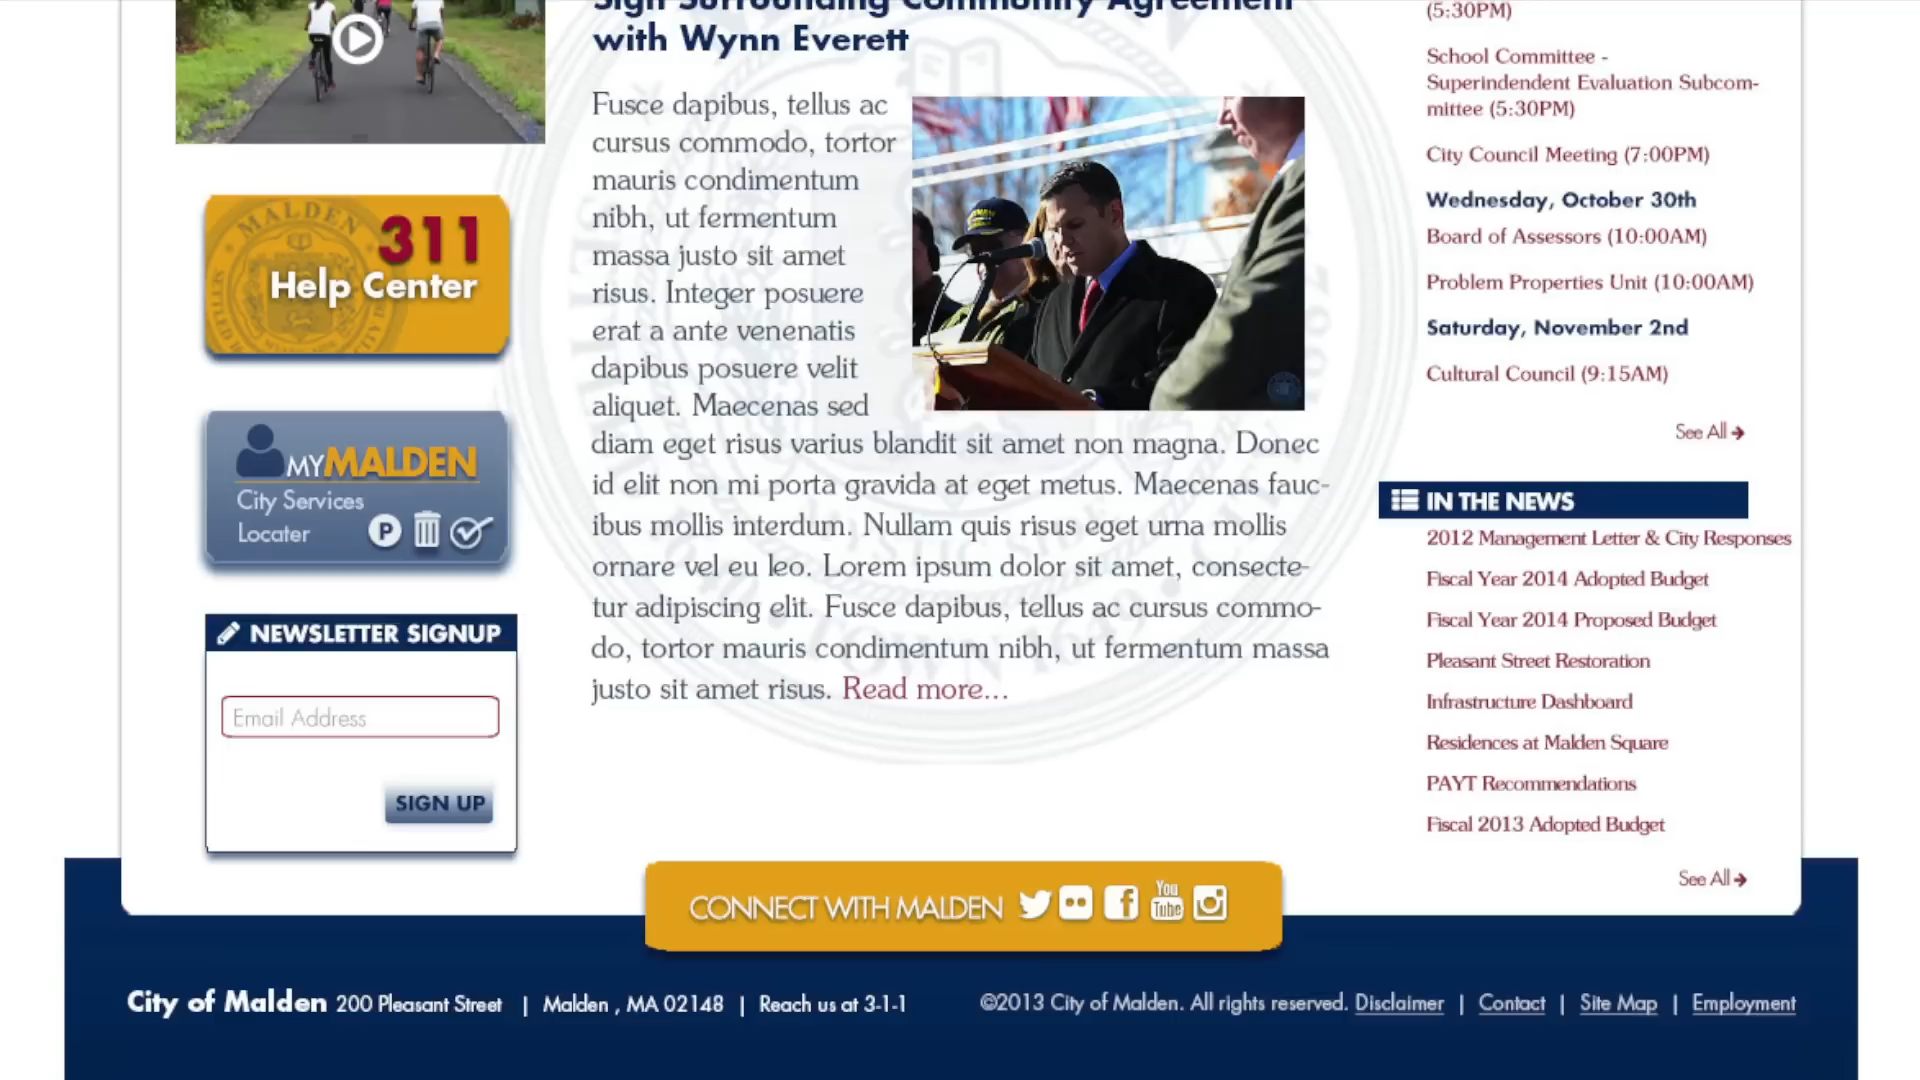 Sign Surrounding Community Agreement
with Wynn Everett
Fusce dapibus, tellus ac
cursus commodo, tortor
mauris condimentum
nibh, ut fermentum
massa justo sit amet
risus. Integer posuere
erat a ante venenatis
dapibus posuere velit
aliquet. Maecenas sed
diam eget risus varius blandit sit amet non magna. Donec
id elit non mi porta gravida at eget metus. Maecenas fauc-
ibus mollis interdum. Nullam quis risus eget urna mollis
ornare vel eu leo. Lorem ipsum dolor sit amet, consecte-
tur adipiscing elit. Fusce dapibus, tellus ac cursus commo-
do, tortor mauris condimentum nibh, ut fermentum massa
justo sit amet risus. Read more...
MALDEN
311
Help Center
MYMALDEN
City Services
Locater
P
NEWSLETTER SIGNUP
Email Address
SIGN UP
(5:30PM)
School Committee -
Superindendent Evaluation Subcom-
mittee (5:30PM)
City Council Meeting (7:00PM)
Wednesday, October 30th
Board of Assessors (10:00AM)
Problem Properties Unit (10:00AM)
Saturday, November 2nd
Cultural Council (9:15AM)
See All
IN THE NEWS
2012 Management Letter & City Responses
Fiscal Year 2014 Adopted Budget
Fiscal Year 2014 Proposed Budget
Pleasant Street Restoration
Infrastructure Dashboard
Residences at Malden Square
PAYT Recommendations
Fiscal 2013 Adopted Budget
See All
CONNECT WITH MALDEN
You
Tube
City of Malden 200 Pleasant Street | Malden , MA 02148 | Reach us at 3-1-1
©2013 City of Malden. All rights reserved. Disclaimer | Contact | Site Map | Employment